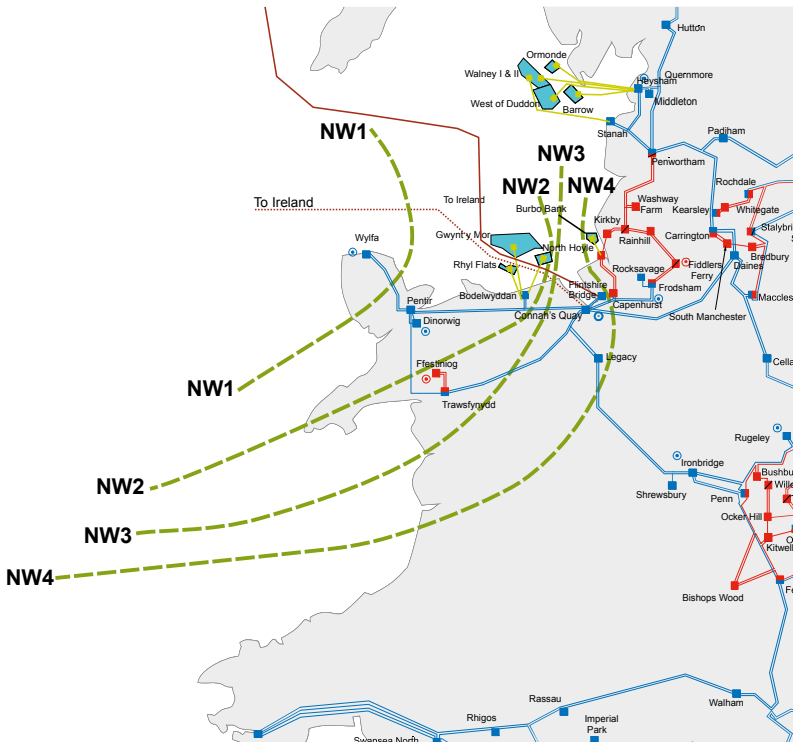 Hutton
Ormonde
Walney I & II
Heysham
Quernmore
West of Duddon
Barrow
Middleton
Stanah
Padiham
NW1
NW3
Penwortham
NW2
NW4
Rochdale
To Ireland
To Ireland
Burbo Bank
Washway
Farm
Kearsley
Whitegate
Kirkby
Stalybrid
S
Wylfa
Gwynt y Mor
North Hoyle
Rainhill
Carrington
Bredbury
Rhyl Flats
Rocksavage
Fiddlers
Ferry
Daines
Pentir
Bodelwyddan
Flintshire
Bridge
Frodsham
Maccles
Capenhurst
Dinorwig
Connah's Quay
South Manchester
Ffestiniog
Legacy
Cella
NW1
Trawsfynydd
Rugeley
NW2
Ironbridge
Bushbu
Wille
Shrewsbury
Penn
Ocker Hill
NW3
Kitwell
NW4
Bishops Wood
Fe
Rassau
Walham
Rhigos
Imperial
Park
Swansea North